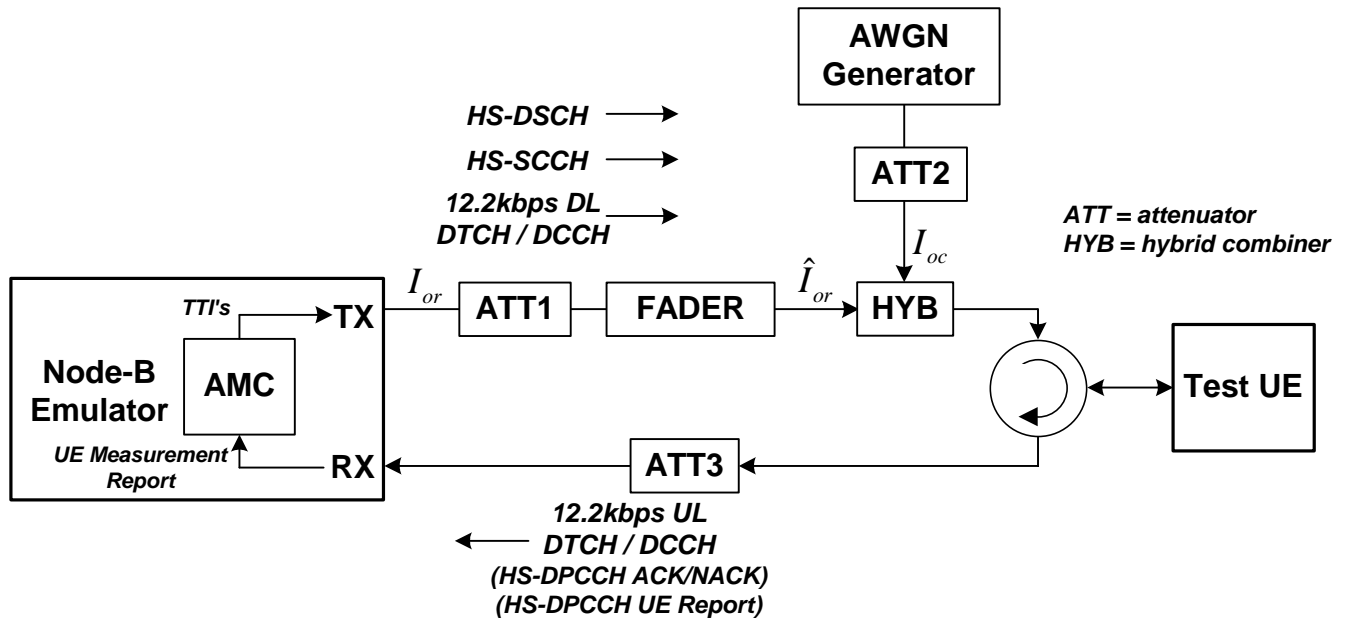 AWGN
Generator
HS-DSCH
HS-SCCH
12.2kbps DL
DTCH / DCCH
ATT2
ATT = attenuator
HYB = hybrid combiner
I_oc
I_or
Î_or
TTI's
TX
ATT1
FADER
HYB
Node-B
Emulator
AMC
Test UE
UE Measurement
Report
RX
ATT3
12.2kbps UL
DTCH / DCCH
(HS-DPCCH ACK/NACK)
(HS-DPCCH UE Report)